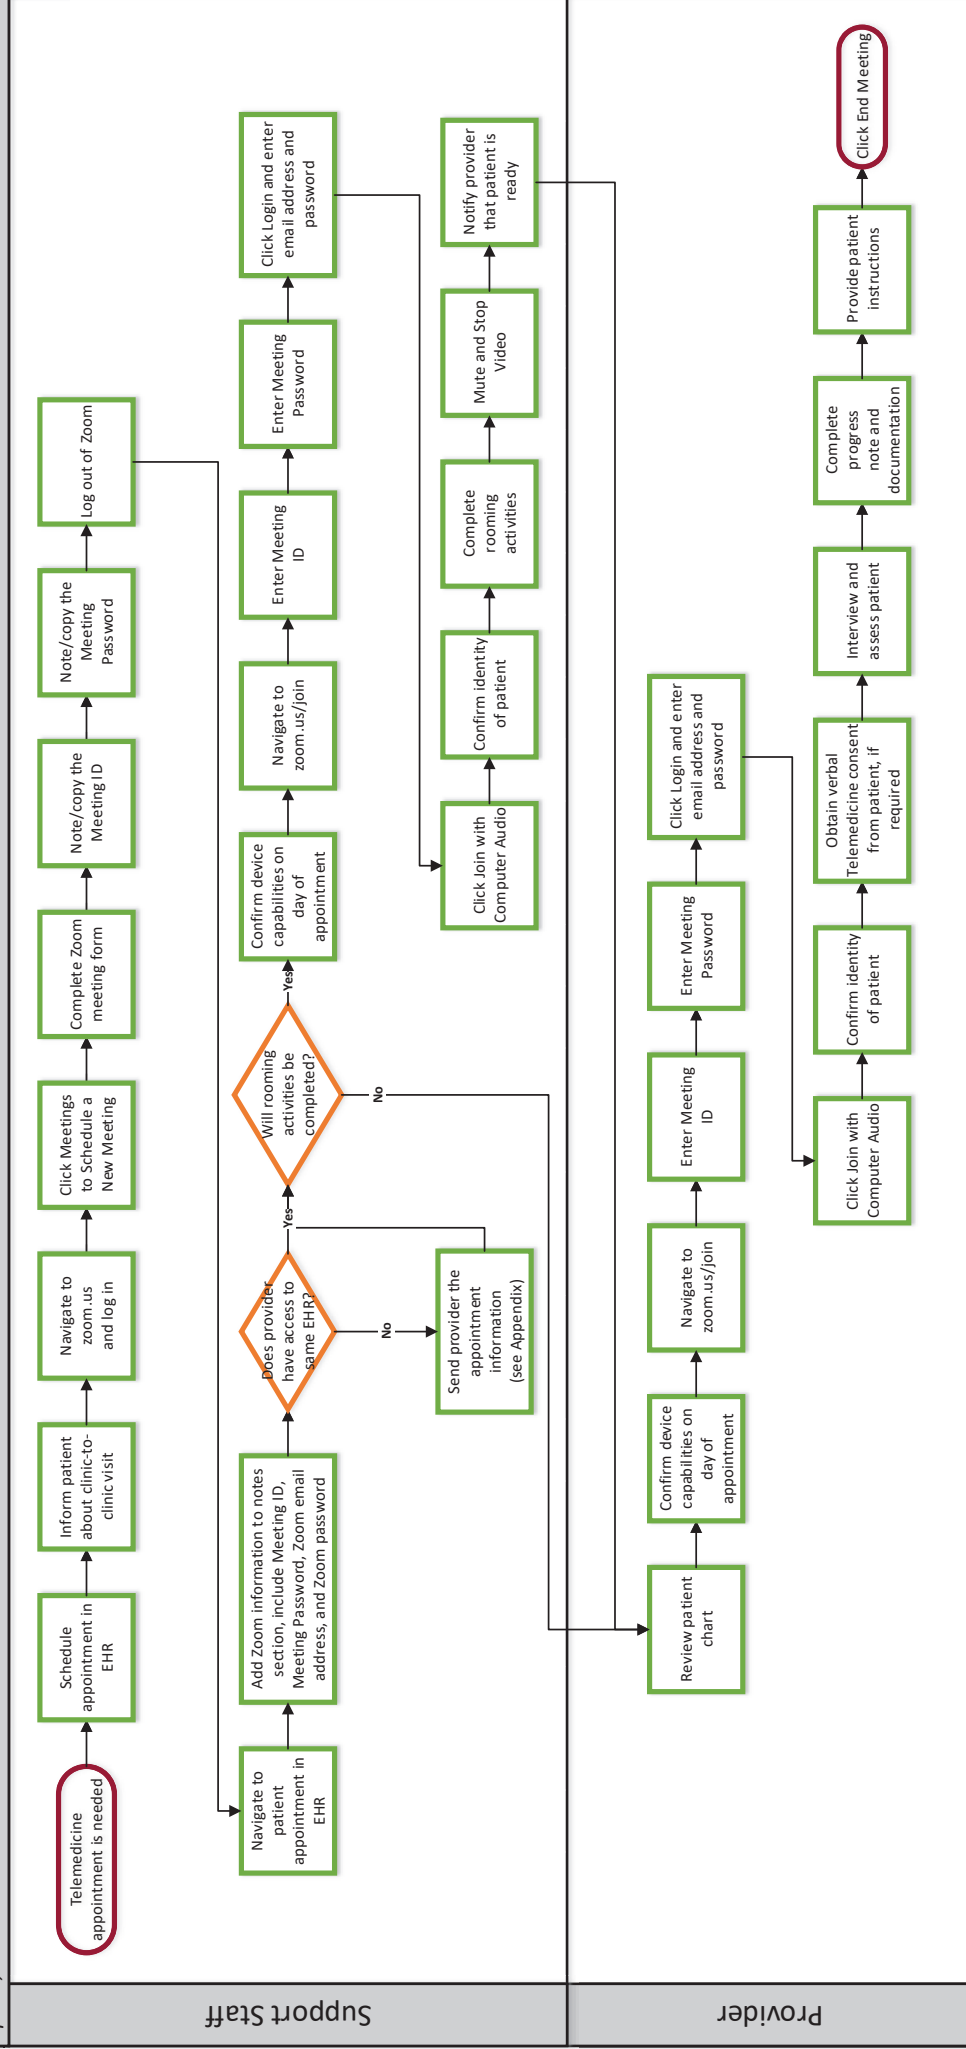 Support Staff
Telemedicine
appointment is needed
Schedule
appointment in
EHR
Inform patient
about clinic-to-
clinic visit
Navigate to
zoom.us
and log in
Click Meetings
to Schedule a
New Meeting
Complete Zoom
meeting form
Note/copy the
Meeting ID
Note/copy the
Meeting
Password
Log out of Zoom
Navigate to
patient
appointment in
EHR
Add Zoom information to notes
section, include Meeting ID,
Meeting Password, Zoom email
address, and Zoom password
Does provider
have access to
same EHR?
Yes
No
Send provider the
appointment
information
(see Appendix)
Will rooming
activities be
completed?
Yes
No
Confirm device
capabilities on
day of
appointment
Navigate to
zoom.us/join
Enter Meeting
ID
Enter Meeting
Password
Click Login and enter
email address and
password
Click Join with
Computer Audio
Confirm identity
of patient
Complete
rooming
activities
Mute and Stop
Video
Notify provider
that patient is
ready
Provider
Review patient
chart
Confirm device
capabilities on
day of
appointment
Navigate to
zoom.us/join
Enter Meeting
ID
Enter Meeting
Password
Click Login and enter
email address and
password
Click Join with
Computer Audio
Confirm identity
of patient
Obtain verbal
Telemedicine consent
from patient, if
required
Interview and
assess patient
Complete
progress
note and
documentation
Provide patient
instructions
Click End Meeting